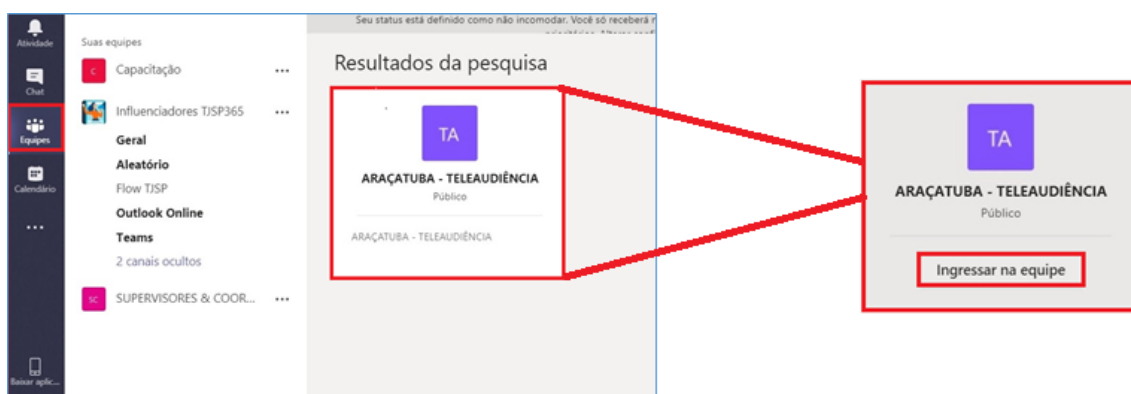 Atividade
Chat
Equipes
Calendário
Baixar aplic...
Suas equipes
C
Capacitação
Influenciadores TJSP365
Geral
Aleatório
Flow TJSP
Outlook Online
Teams
2 canais ocultos
SC
SUPERVISORES & COOR...
Seu status está definido como não incomodar. Você só receberá
Resultados da pesquisa
TA
ARAÇATUBA - TELEAUDIÊNCIA
Público
ARAÇATUBA - TELEAUDIÊNCIA
TA
ARAÇATUBA - TELEAUDIÊNCIA
Público
Ingressar na equipe